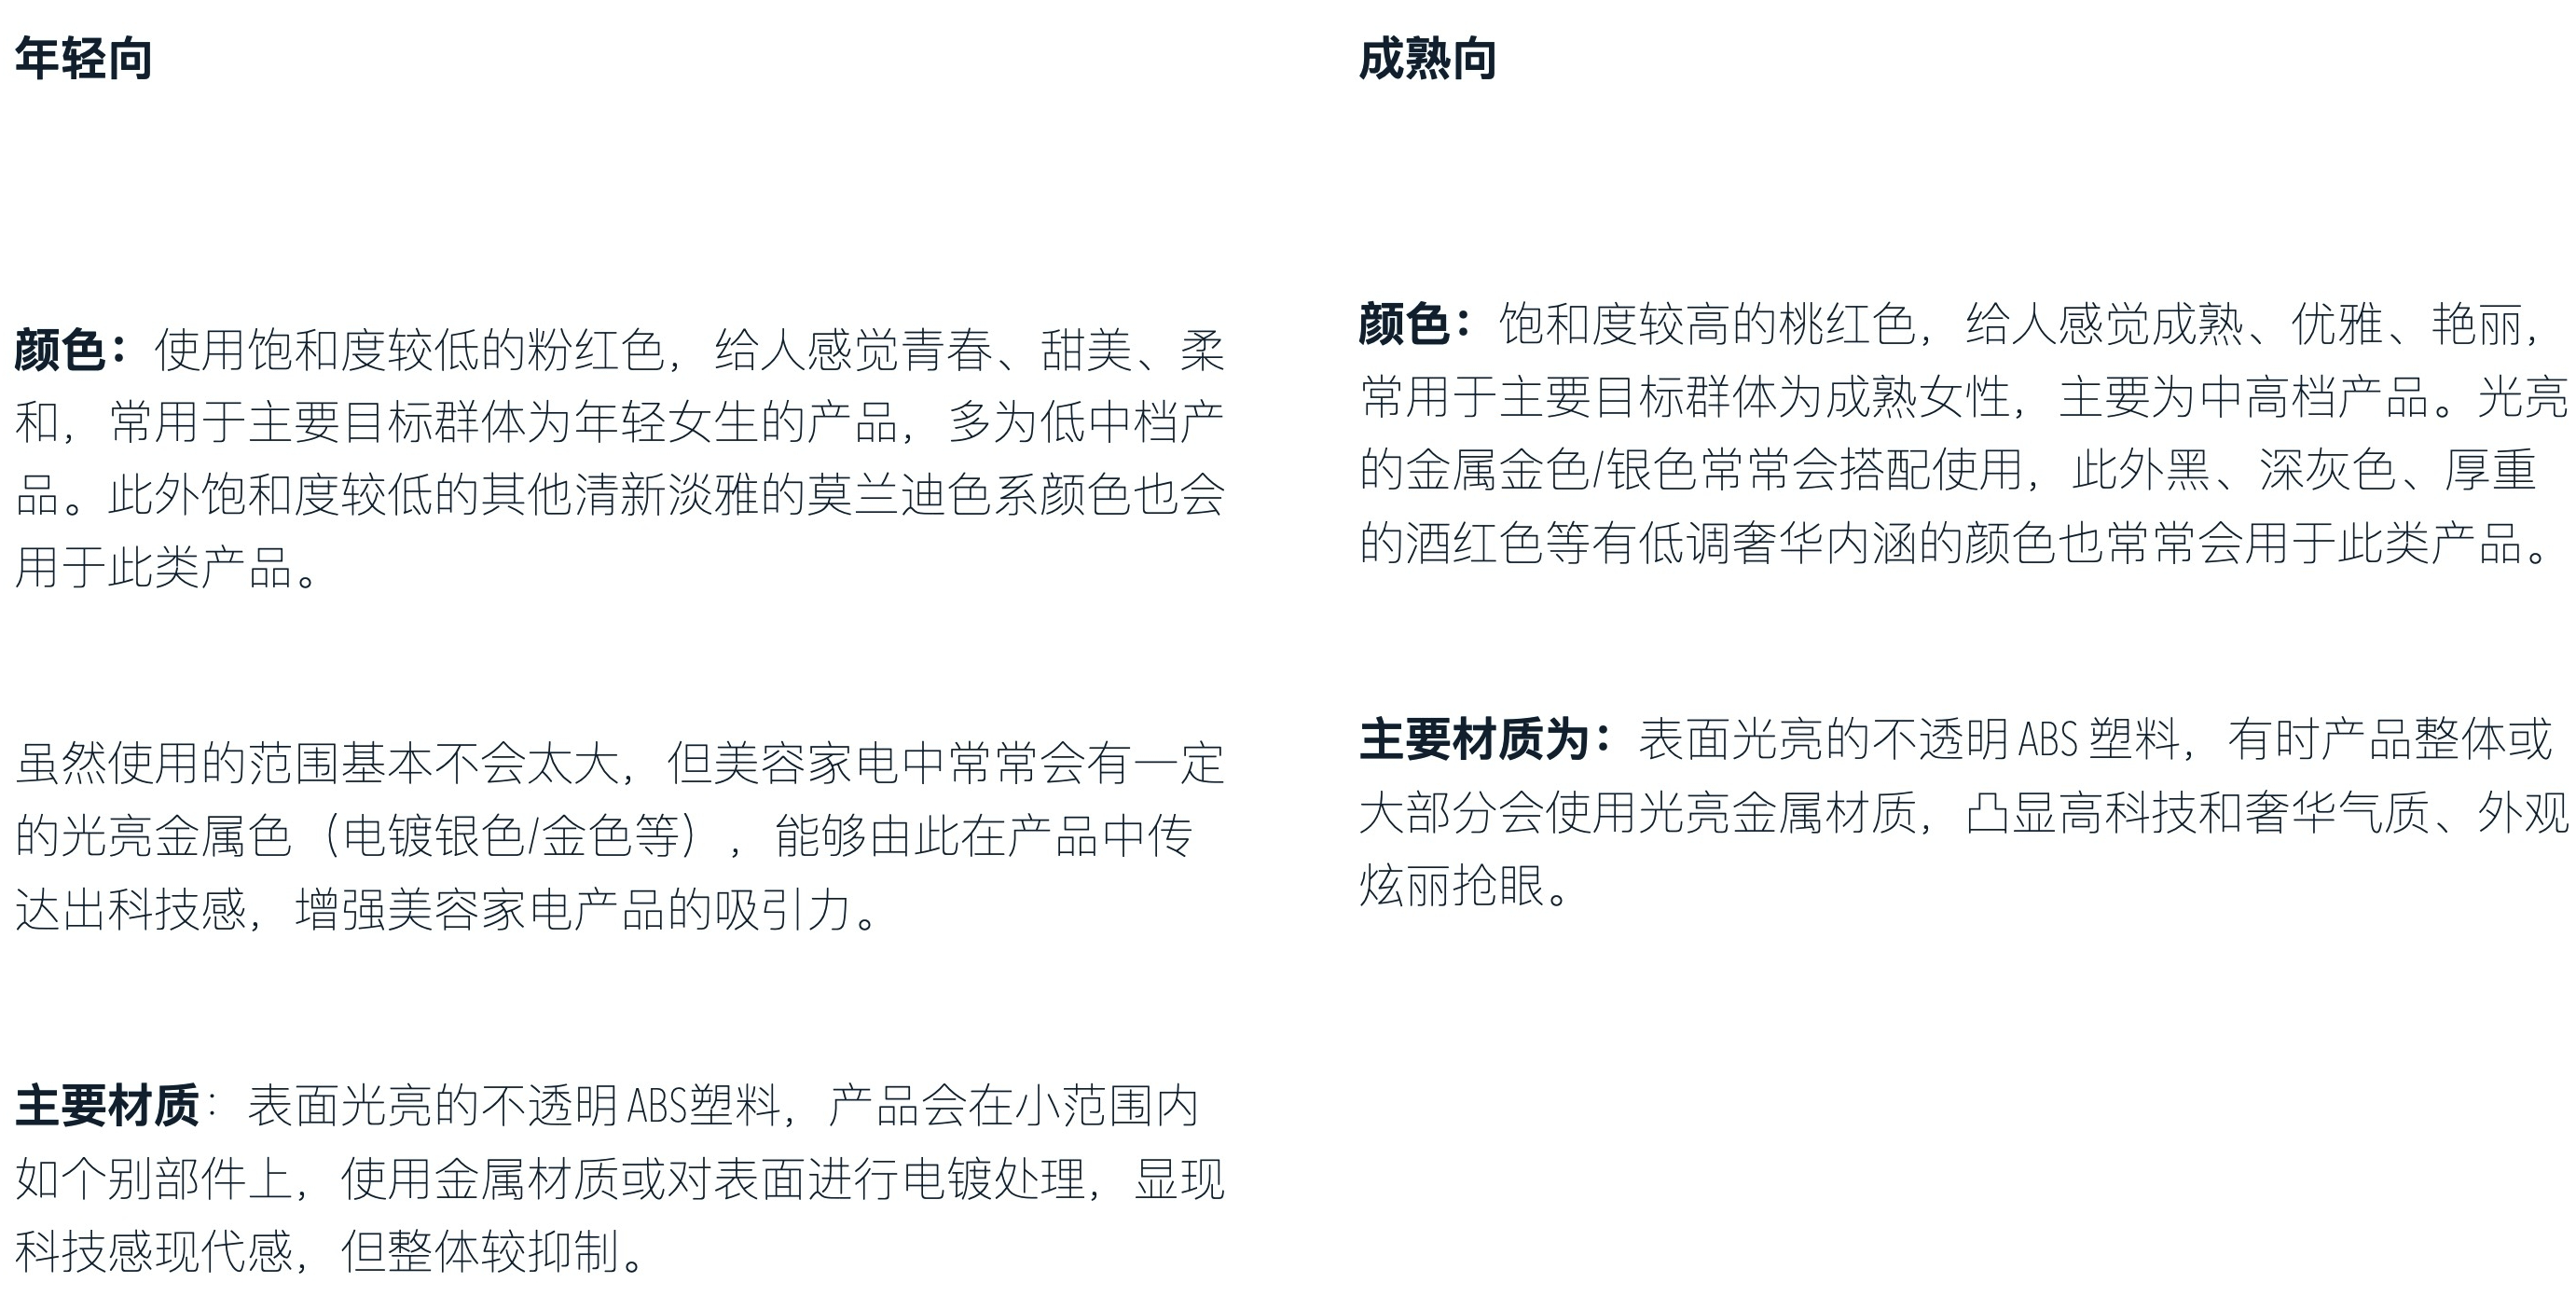 年轻向
颜色：使用饱和度较低的粉红色，给人感觉青春、甜美、柔
和，常用于主要目标群体为年轻女生的产品，多为低中档产
品。此外饱和度较低的其他清新淡雅的莫兰迪色系颜色也会
用于此类产品。
虽然使用的范围基本不会太大，但美容家电中常常会有一定
的光亮金属色（电镀银色/金色等），能够由此在产品中传
达出科技感，增强美容家电产品的吸引力。
主要材质：表面光亮的不透明 ABS塑料，产品会在小范围内
如个别部件上，使用金属材质或对表面进行电镀处理，显现
科技感现代感，但整体较抑制。
成熟向
颜色：饱和度较高的桃红色，给人感觉成熟、优雅、艳丽，
常用于主要目标群体为成熟女性，主要为中高档产品。光亮
的金属金色/银色常常会搭配使用，此外黑、深灰色、厚重
的酒红色等有低调奢华内涵的颜色也常常会用于此类产品。
主要材质为：表面光亮的不透明 ABS 塑料，有时产品整体或
大部分会使用光亮金属材质，凸显高科技和奢华气质、外观
炫丽抢眼。